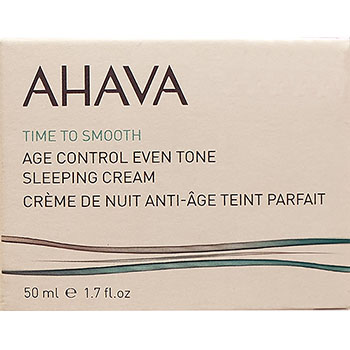 AHAVA
TIME TO SMOOTH
AGE CONTROL EVEN TONE
SLEEPING CREAM
CRÈME DE NUIT ANTI-ÂGE TEINT PARFAIT
50 ml ℮ 1.7 fl.oz